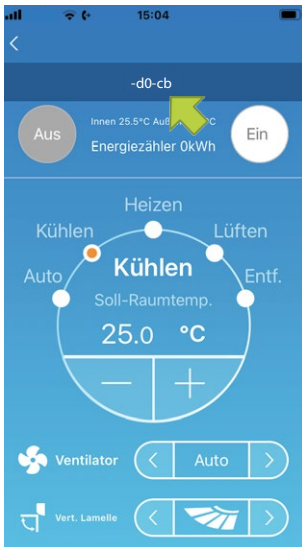 15:04
-d0-cb
Innen 25.5°C Auß °C
Aus
Energiezähler 0kWh
Ein
Heizen
Kühlen
Lüften
Auto
Kühlen
Entf.
Soll-Raumtemp.
25.0 °C
Ventilator
Auto
Vert. Lamelle